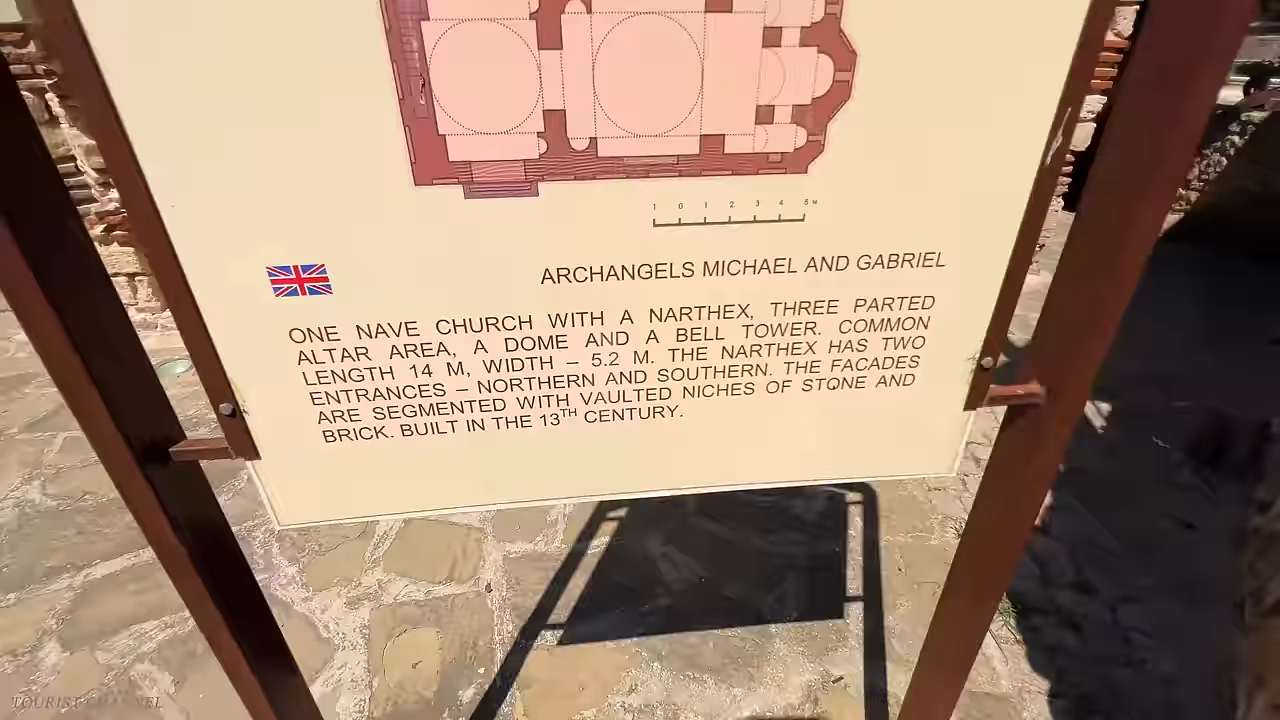 1 0 1 2 3 4 5 M
ARCHANGELS MICHAEL AND GABRIEL
ONE NAVE CHURCH WITH A NARTHEX, THREE PARTED
ALTAR AREA, A DOME AND A BELL TOWER. COMMON
LENGTH 14 M, WIDTH – 5.2 M. THE NARTHEX HAS TWO
ENTRANCES – NORTHERN AND SOUTHERN. THE FACADES
ARE SEGMENTED WITH VAULTED NICHES OF STONE AND
BRICK. BUILT IN THE 13TH CENTURY.
TOURIST CHANNEL